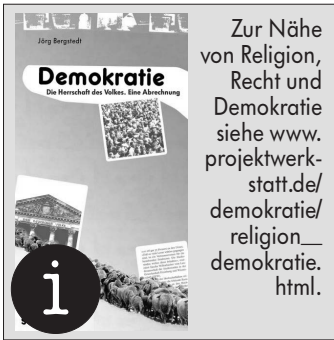 Jörg Bergstedt
Demokratie
Die Herrschaft des Volkes. Eine Abrechnung
i
Zur Nähe
von Religion,
Recht und
Demokratie
siehe www.
projektwerk-
statt.de/
demokratie/
religion_
demokratie.
html.